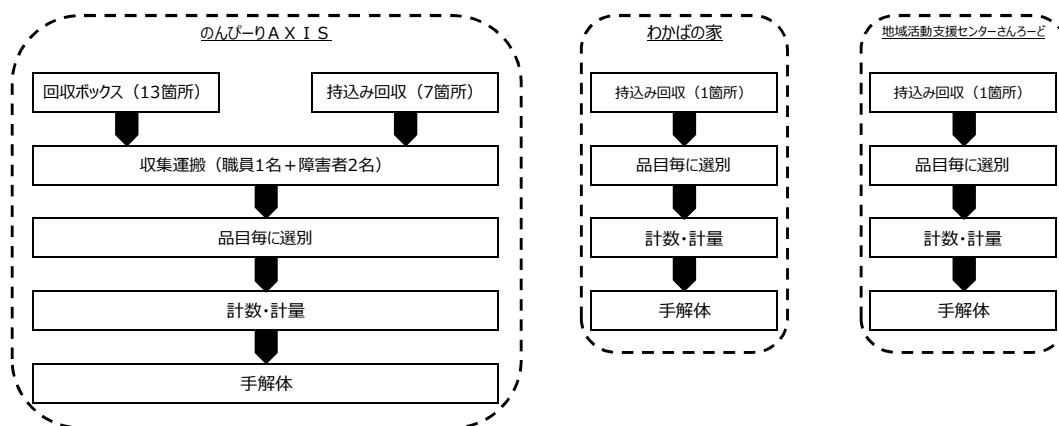 のんぴーりＡＸＩＳ
回収ボックス（13箇所）
持込み回収（7箇所）
収集運搬（職員1名＋障害者2名）
品目毎に選別
計数・計量
手解体
わかばの家
持込み回収（1箇所）
品目毎に選別
計数・計量
手解体
地域活動支援センターさんろーど
持込み回収（1箇所）
品目毎に選別
計数・計量
手解体